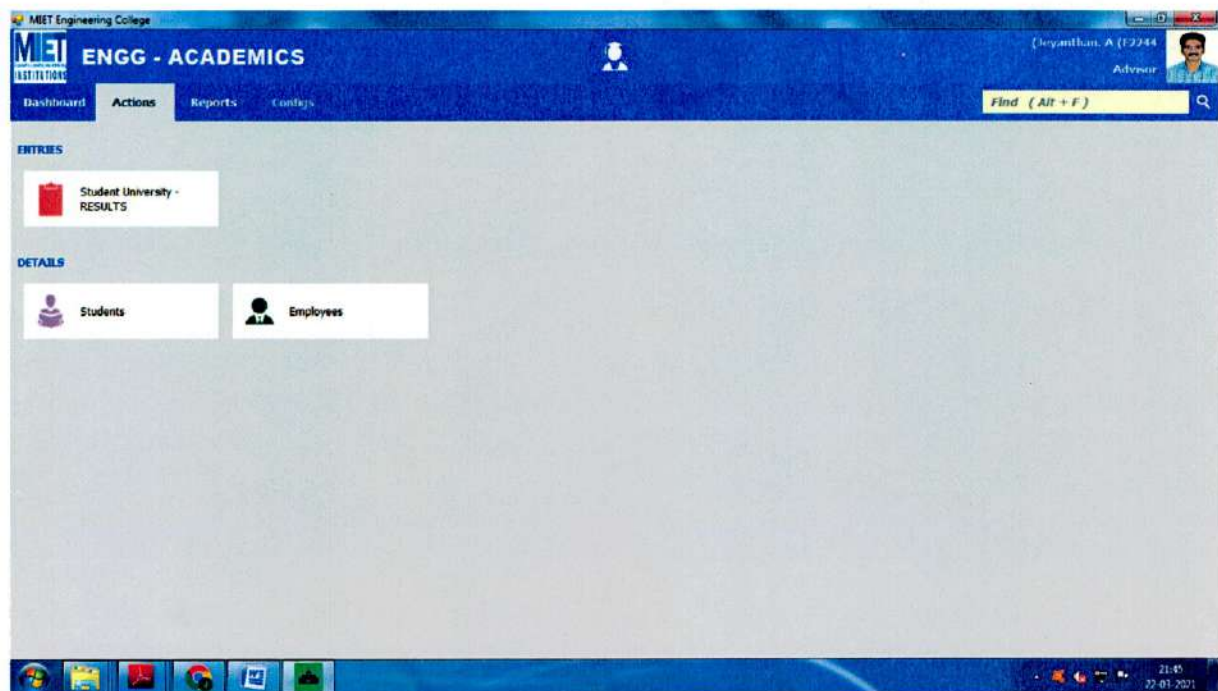 MIET Engineering College
MIET
INSTITUTIONS
ENGG - ACADEMICS
Advisor
Dashboard
Actions
Reports
Configs
Find ( Alt + F )
ENTRIES
Student University -
RESULTS
DETAILS
Students
Employees
21:45
22-03-2021